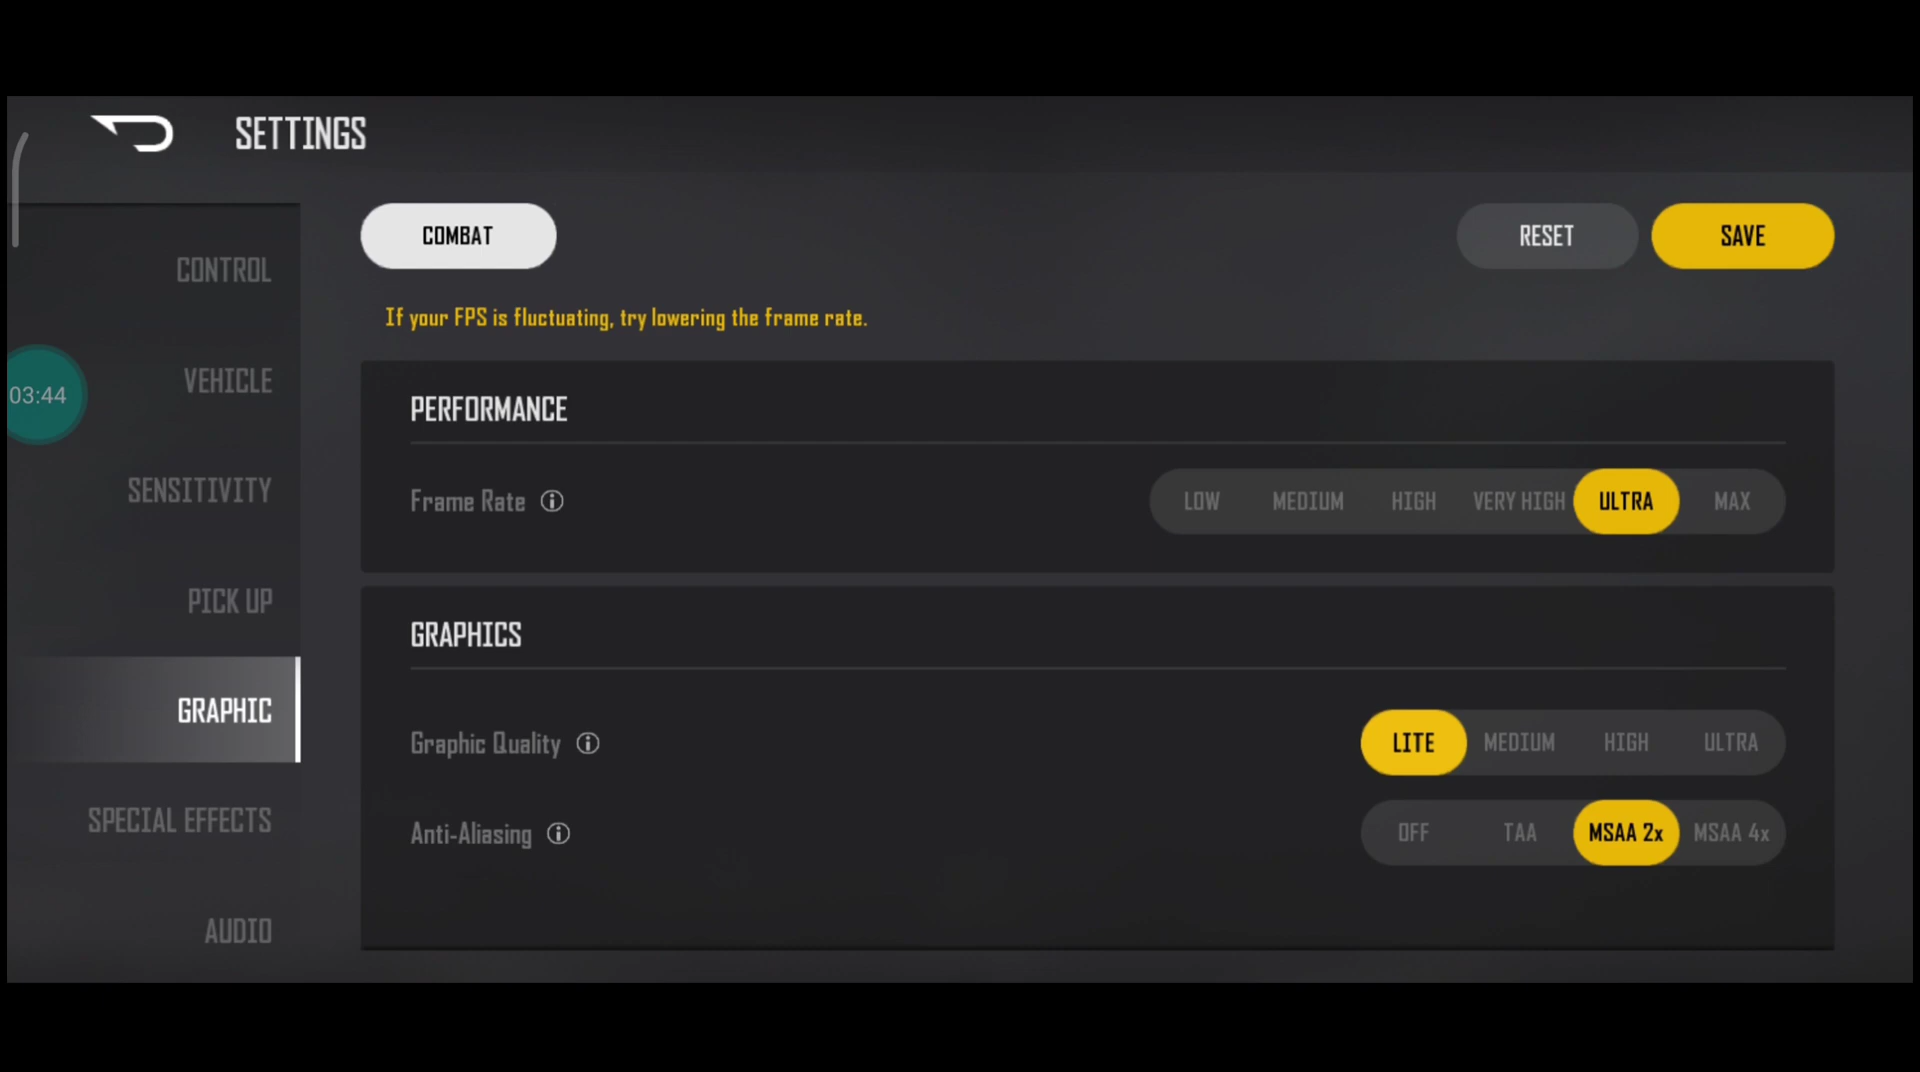 SETTINGS
COMBAT
RESET
SAVE
If your FPS is fluctuating, try lowering the frame rate.
CONTROL
VEHICLE
03:44
SENSITIVITY
PICK UP
GRAPHIC
SPECIAL EFFECTS
AUDIO
PERFORMANCE
Frame Rate
LOW MEDIUM HIGH VERY HIGH ULTRA MAX
GRAPHICS
Graphic Quality
LITE MEDIUM HIGH ULTRA
Anti-Aliasing
OFF TAA MSAA 2x MSAA 4x